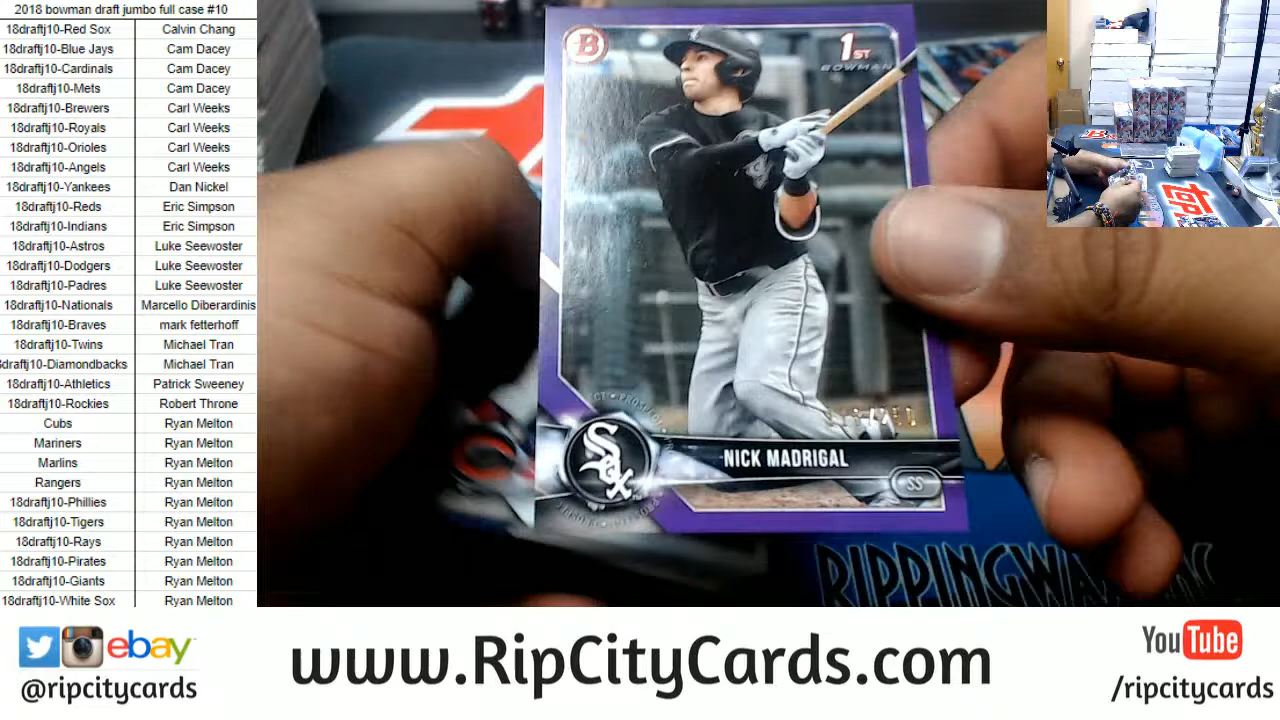 2018 bowman draft jumbo full case #10
18draftj10-Red Sox Calvin Chang
18draftj10-Blue Jays Cam Dacey
18draftj10-Cardinals Cam Dacey
18draftj10-Mets Cam Dacey
18draftj10-Brewers Carl Weeks
18draftj10-Royals Carl Weeks
18draftj10-Orioles Carl Weeks
18draftj10-Angels Carl Weeks
18draftj10-Yankees Dan Nickel
18draftj10-Reds Eric Simpson
18draftj10-Indians Eric Simpson
18draftj10-Astros Luke Seewoster
18draftj10-Dodgers Luke Seewoster
18draftj10-Padres Luke Seewoster
18draftj10-Nationals Marcello Diberardinis
18draftj10-Braves mark fetterhoff
18draftj10-Twins Michael Tran
8draftj10-Diamondbacks Michael Tran
18draftj10-Athletics Patrick Sweeney
18draftj10-Rockies Robert Throne
Cubs Ryan Melton
Mariners Ryan Melton
Marlins Ryan Melton
Rangers Ryan Melton
18draftj10-Phillies Ryan Melton
18draftj10-Tigers Ryan Melton
18draftj10-Rays Ryan Melton
18draftj10-Pirates Ryan Melton
18draftj10-Giants Ryan Melton
18draftj10-White Sox Ryan Melton
B
1ST
BOWMAN
Sox
NICK MADRIGAL
SS
ebay
@ripcitycards
www.RipCityCards.com
YouTube
/ripcitycards